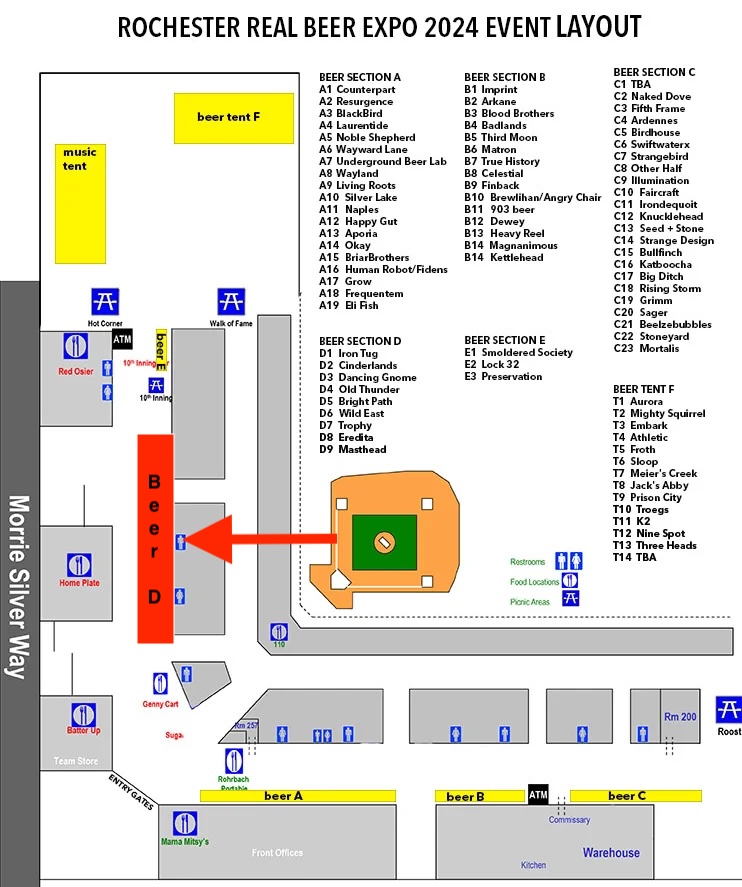 ROCHESTER REAL BEER EXPO 2024 EVENT LAYOUT
BEER SECTION A
A1 Counterpart
A2 Resurgence
A3 BlackBird
A4 Laurentide
A5 Noble Shepherd
A6 Wayward Lane
A7 Underground Beer Lab
A8 Wayland
A9 Living Roots
A10 Silver Lake
A11 Naples
A12 Happy Gut
A13 Aporia
A14 Okay
A15 BriarBrothers
A16 Human Robot/Fidens
A17 Grow
A18 Frequentem
A19 Eli Fish
BEER SECTION B
B1 Imprint
B2 Arkane
B3 Blood Brothers
B4 Badlands
B5 Third Moon
B6 Matron
B7 True History
B8 Celestial
B9 Finback
B10 Brewlihan/Angry Chair
B11 903 beer
B12 Dewey
B13 Heavy Reel
B14 Magnanimous
B14 Kettlehead
BEER SECTION C
C1 TBA
C2 Naked Dove
C3 Fifth Frame
C4 Ardennes
C5 Birdhouse
C6 Swiftwaterx
C7 Strangebird
C8 Other Half
C9 Illumination
C10 Faircraft
C11 Irondequoit
C12 Knucklehead
C13 Seed + Stone
C14 Strange Design
C15 Bullfinch
C16 Katboocha
C17 Big Ditch
C18 Rising Storm
C19 Grimm
C20 Sager
C21 Beelzebubbles
C22 Stoneyard
C23 Mortalis
BEER SECTION D
D1 Iron Tug
D2 Cinderlands
D3 Dancing Gnome
D4 Old Thunder
D5 Bright Path
D6 Wild East
D7 Trophy
D8 Eredita
D9 Masthead
BEER SECTION E
E1 Smoldered Society
E2 Lock 32
E3 Preservation
BEER TENT F
T1 Aurora
T2 Mighty Squirrel
T3 Embark
T4 Athletic
T5 Froth
T6 Sloop
T7 Meier's Creek
T8 Jack's Abby
T9 Prison City
T10 Troegs
T11 K2
T12 Nine Spot
T13 Three Heads
T14 TBA
beer tent F
music
tent
Hot Corner
Walk of Fame
ATM
beer E
Red Osier
10th Inning
10th Inning
Beer D
Morrie Silver Way
Home Plate
Restrooms
Food Locations
Picnic Areas
110
Genny Cart
Batter Up
Suga
Rm 257
Rm 200
Roost
Team Store
Rohrbach
Portable
ENTRY GATES
beer A
beer B
ATM
beer C
Mama Mitsy's
Front Offices
Commissary
Warehouse
Kitchen